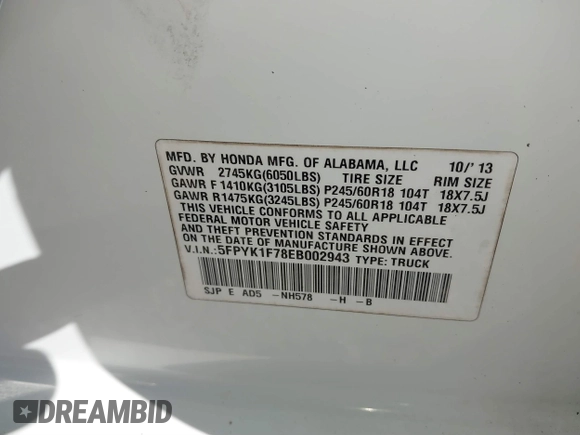 MFD. BY HONDA MFG. OF ALABAMA, LLC 10/'13
GVWR 2745KG(6050LBS) TIRE SIZE RIM SIZE
GAWR F 1410KG(3105LBS) P245/60R18 104T 18X7.5J
GAWR R1475KG(3245LBS) P245/60R18 104T 18X7.5J
THIS VEHICLE CONFORMS TO ALL APPLICABLE
FEDERAL MOTOR VEHICLE SAFETY
AND THEFT PREVENTION STANDARDS IN EFFECT
ON THE DATE OF MANUFACTURE SHOWN ABOVE.
V.I.N.:5FPYK1F78EB002943 TYPE: TRUCK
SJP E AD5 -NH578 -H -B
DREAMBID